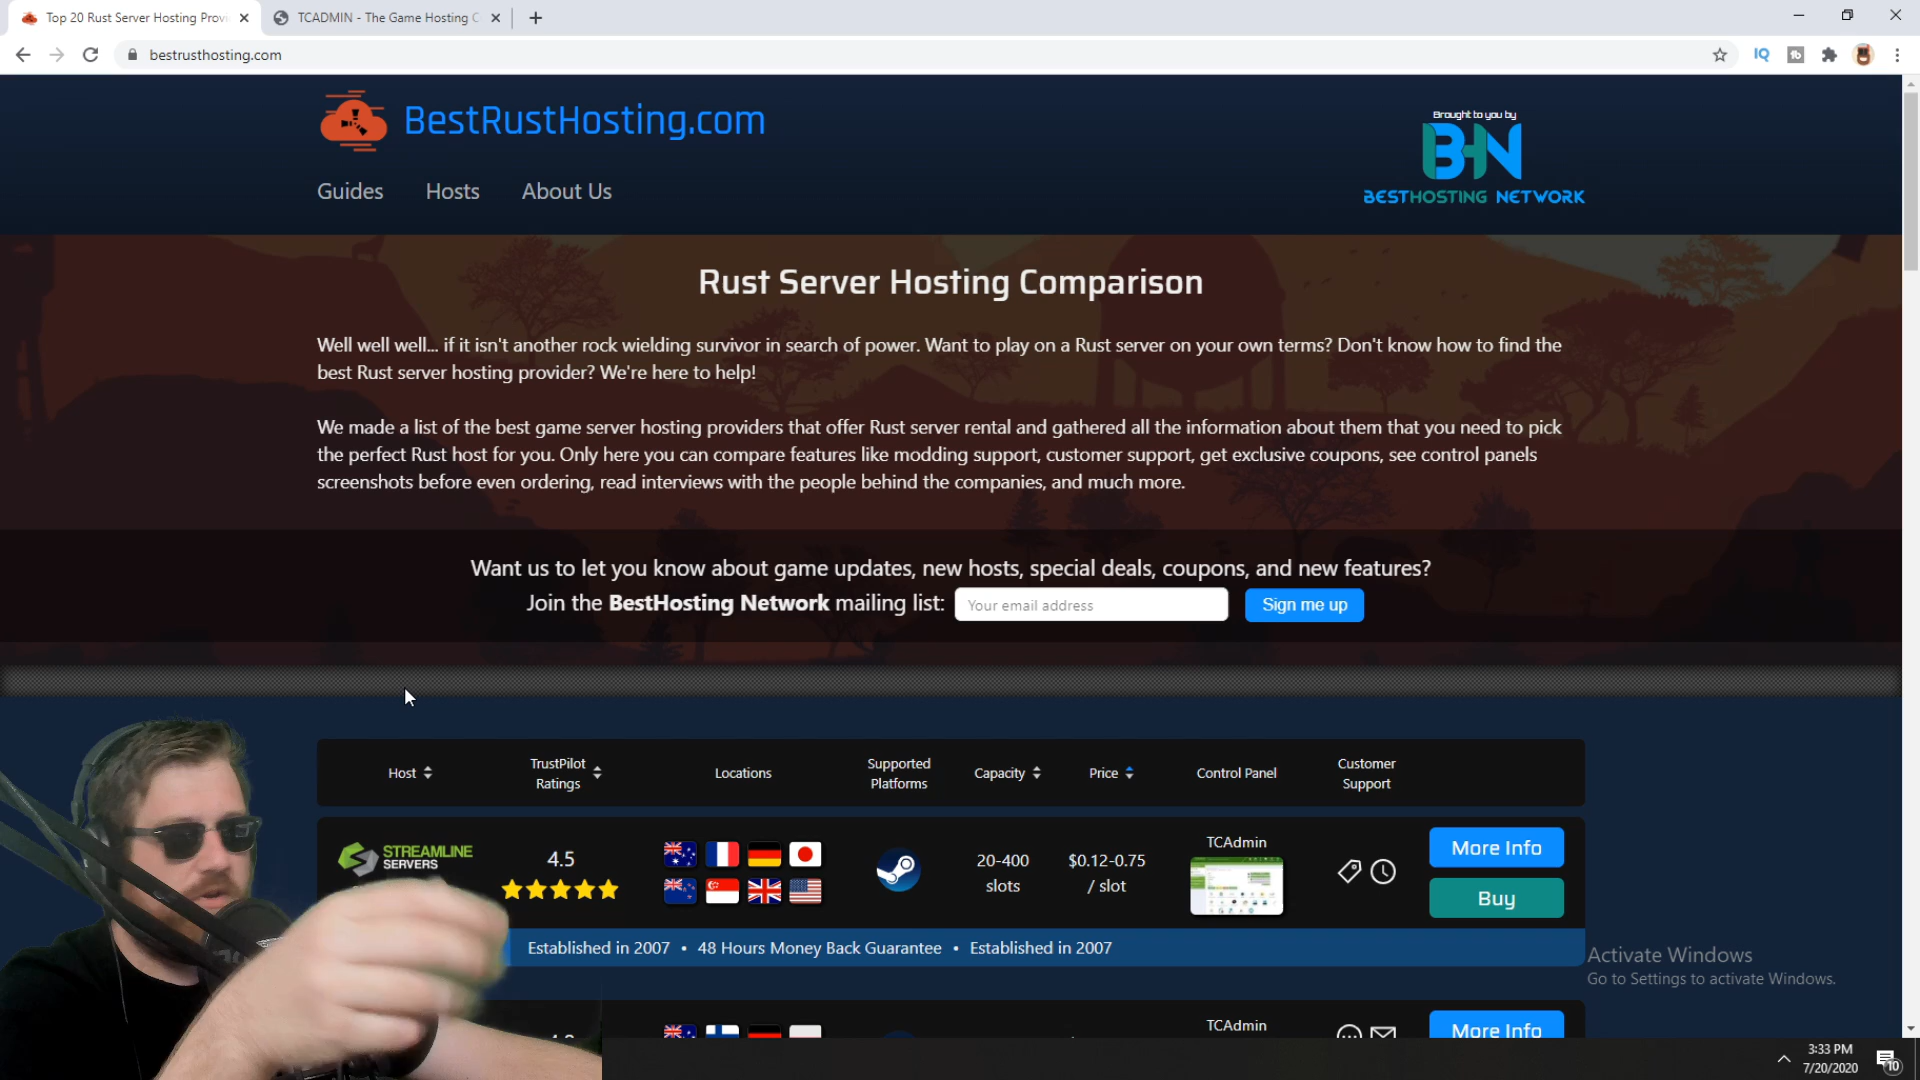 Top 20 Rust Server Hosting Provi
TCADMIN - The Game Hosting C
bestrusthosting.com
IQ
BestRustHosting.com
Brought to you by
BHN
BESTHOSTING NETWORK
Guides
Hosts
About Us
Rust Server Hosting Comparison
Well well well... if it isn't another rock wielding survivor in search of power. Want to play on a Rust server on your own terms? Don't know how to find the
best Rust server hosting provider? We're here to help!
We made a list of the best game server hosting providers that offer Rust server rental and gathered all the information about them that you need to pick
the perfect Rust host for you. Only here you can compare features like modding support, customer support, get exclusive coupons, see control panels
screenshots before even ordering, read interviews with the people behind the companies, and much more.
Want us to let you know about game updates, new hosts, special deals, coupons, and new features?
Join the BestHosting Network mailing list:
Your email address
Sign me up
Host
TrustPilot
Ratings
Locations
Supported
Platforms
Capacity
Price
Control Panel
Customer
Support
STREAMLINE
SERVERS
4.5
20-400
slots
$0.12-0.75
/ slot
TCAdmin
More Info
Buy
Established in 2007 • 48 Hours Money Back Guarantee • Established in 2007
Activate Windows
Go to Settings to activate Windows.
TCAdmin
More Info
3:33 PM
7/20/2020
10